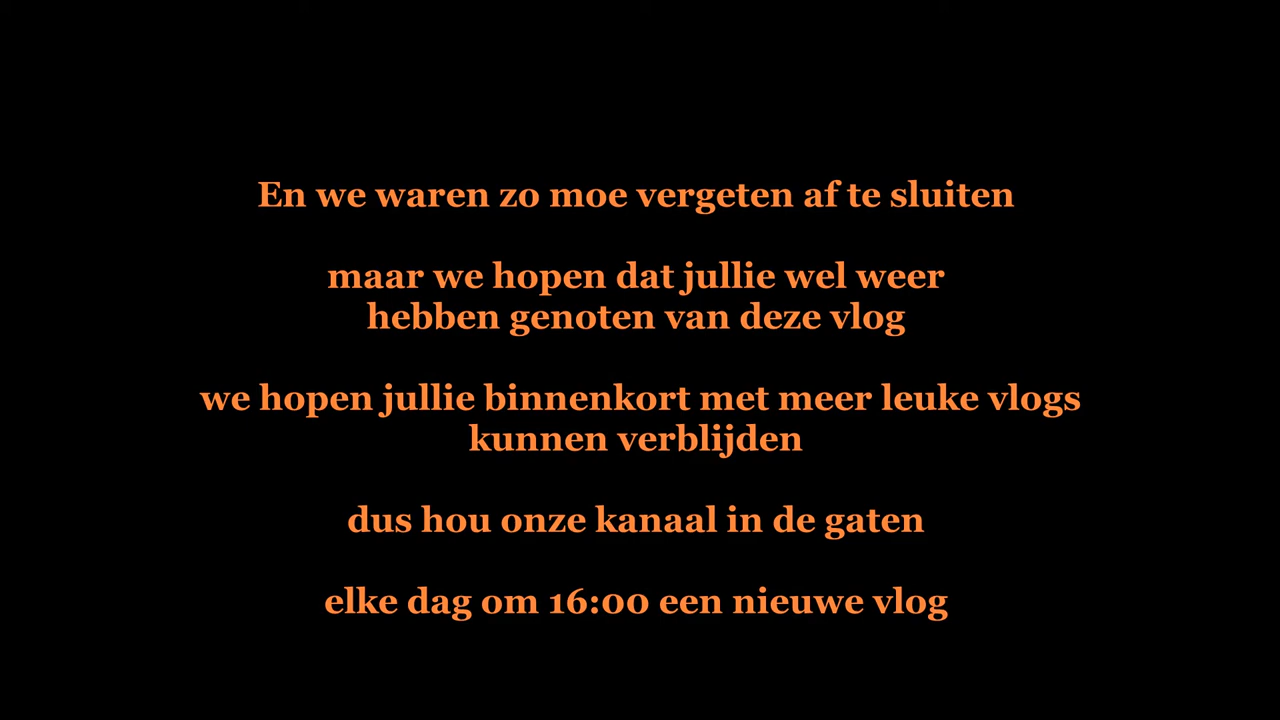 En we waren zo moe vergeten af te sluiten
maar we hopen dat jullie wel weer
hebben genoten van deze vlog
we hopen jullie binnenkort met meer leuke vlogs
kunnen verblijden
dus hou onze kanaal in de gaten
elke dag om 16:00 een nieuwe vlog